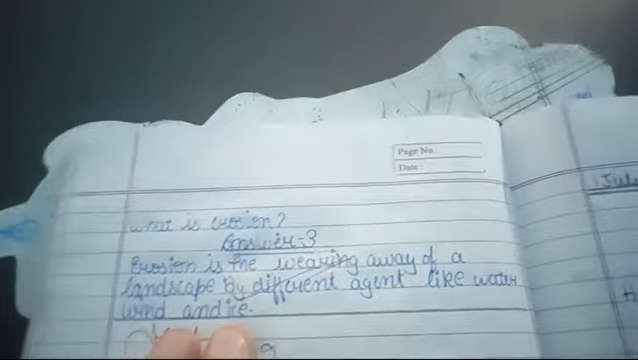 Page No.
Date :
What is erosion?
Answer:3
Erosion is the wearing away of a
landscape by different agent like water
wind and ice.